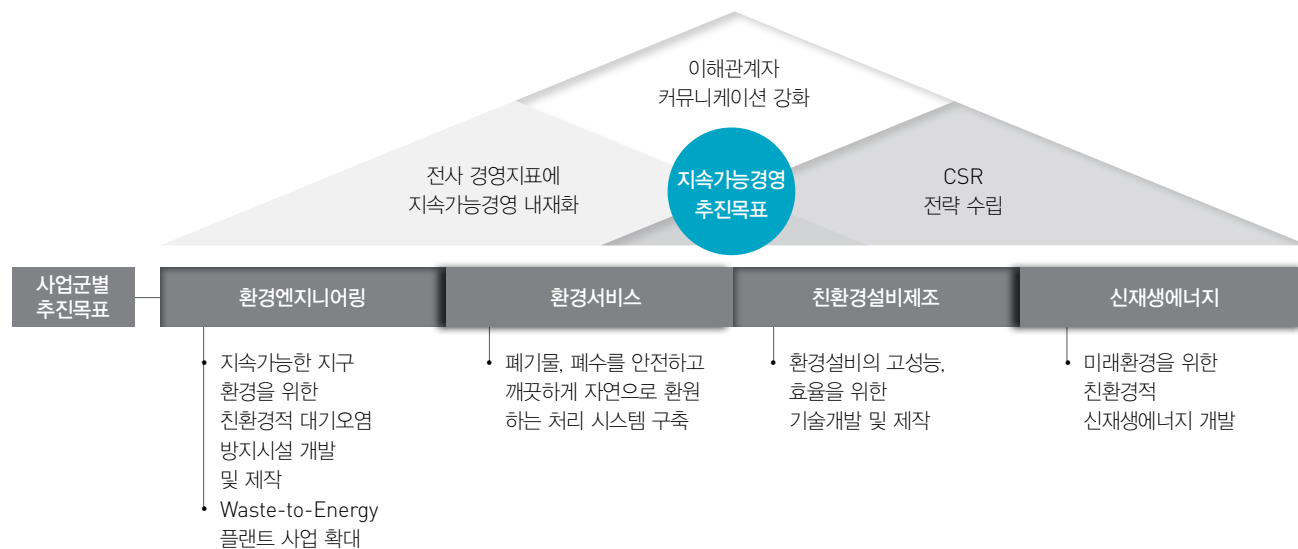 이해관계자
커뮤니케이션 강화
전사 경영지표에
지속가능경영 내재화
지속가능경영
추진목표
CSR
전략 수립
사업군별
추진목표
환경엔지니어링
환경서비스
친환경설비제조
신재생에너지
• 지속가능한 지구
환경을 위한
친환경적 대기오염
방지시설 개발
및 제작
• Waste-to-Energy
플랜트 사업 확대
• 폐기물, 폐수를 안전하고
깨끗하게 자연으로 환원
하는 처리 시스템 구축
• 환경설비의 고성능,
효율을 위한
기술개발 및 제작
• 미래환경을 위한
친환경적
신재생에너지 개발